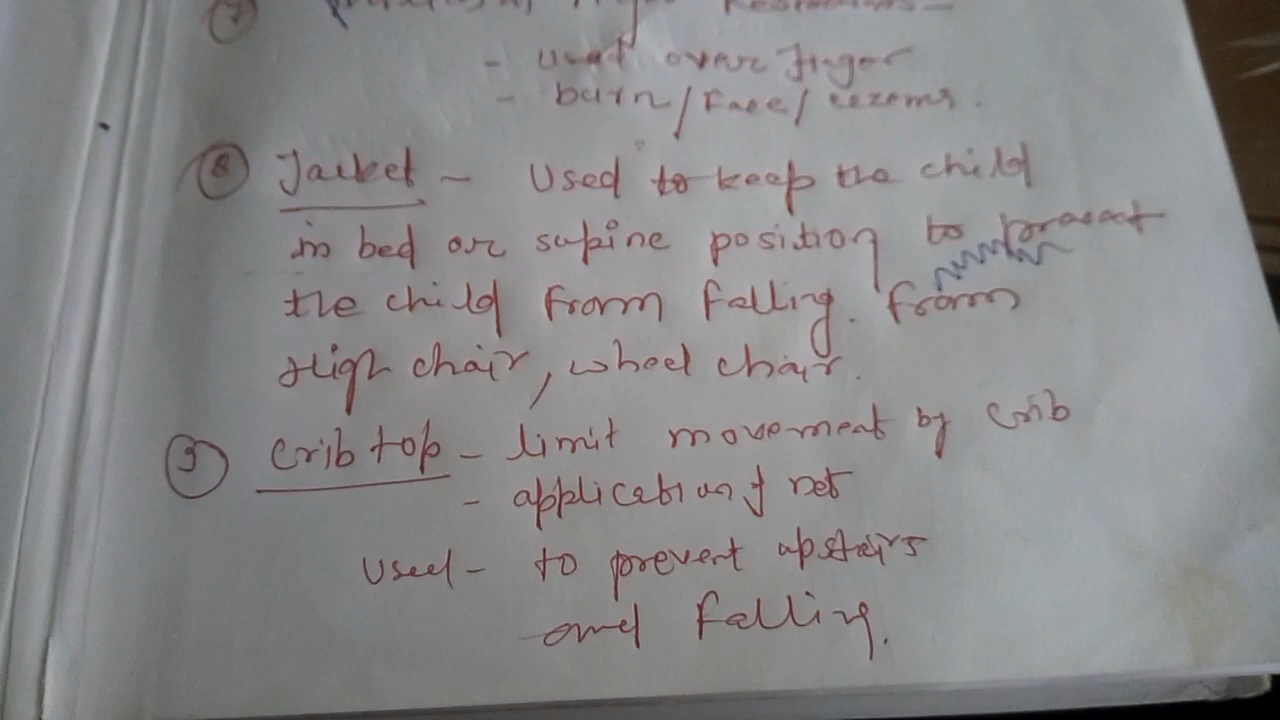 7
- used over finger
- burn / face / eczema.
8 Jacket - Used to keep the child
in bed or supine position to prevent
the child from falling. from
High chair, wheel chair.
9 crib top - limit movement by crib
- application of net
used - to prevent upstairs
and falling.